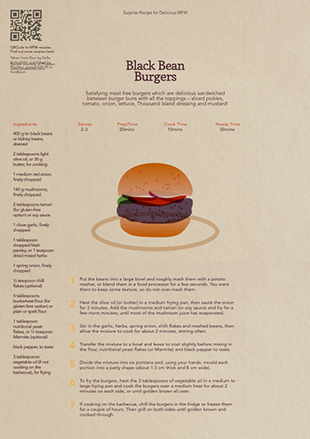 Surprise Recipe for Delicious MFM
QRCode to MFM recipes
Find out more recipes here!
Black Bean
Burgers
Satisfying meat free burgers which are delicious sandwiched
between burger buns with all the toppings – sliced pickles,
tomato, onion, lettuce, Thousand Island dressing and mustard!
Ingredients
Serves
2-3
PrepTime
20mins
Cook Time
10mins
Ready Time
30mins
400 g tin black beans
or kidney beans,
drained
2 tablespoons light
olive oil, or 30 g
butter, for cooking
1 medium red onion,
finely chopped
140 g mushrooms,
finely chopped
2 tablespoons tamari
(for gluten-free
option) or soy sauce
1 clove garlic, finely
chopped
1 tablespoon
chopped fresh
parsley, or 1 teaspoon
dried mixed herbs
1 spring onion, finely
chopped
½ teaspoon chilli
flakes (optional)
4 tablespoons
buckwheat flour (for
gluten-free option) or
plain or spelt flour
1 tablespoon
nutritional yeast
flakes, or ½ teaspoon
Marmite (optional)
black pepper, to taste
3 tablespoons
vegetable oil (if not
cooking on the
barbecue), for frying
1 Put the beans into a large bowl and roughly mash them with a potato
masher, or blend them in a food processor for a few seconds. You want
them to keep some texture, so do not over-mash them.
2 Heat the olive oil (or butter) in a medium frying pan, then sauté the onion
for 3 minutes. Add the mushrooms and tamari (or soy sauce) and fry for a
few more minutes, until most of the mushroom juice has evaporated.
3 Stir in the garlic, herbs, spring onion, chilli flakes and mashed beans, then
allow the mixture to cook for about 2 minutes, stirring often.
4 Transfer the mixture to a bowl and leave to cool slightly before mixing in
the flour, nutritional yeast flakes (or Marmite) and black pepper to taste.
5 Divide the mixture into six portions and, using your hands, mould each
portion into a patty shape (about 1.5 cm thick and 8 cm wide).
6 To fry the burgers, heat the 3 tablespoons of vegetable oil in a medium to
large frying pan and cook the burgers over a medium heat for about 2
minutes on each side, or until golden brown all over.
7 If cooking on the barbecue, chill the burgers in the fridge or freeze them
for a couple of hours. Then grill on both sides until golden brown and
cooked through.